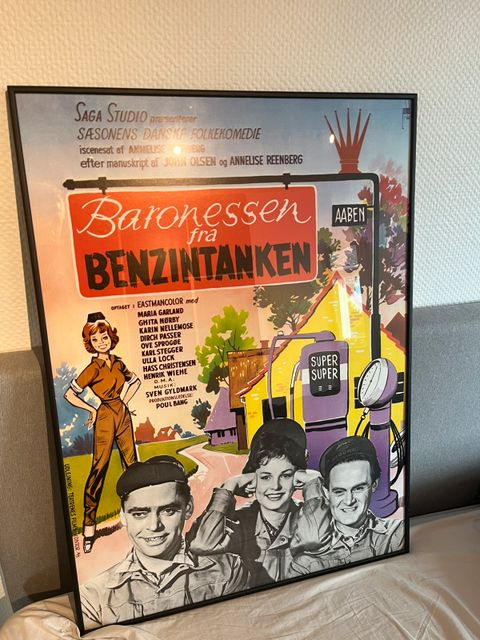 SAGA STUDIO præsenterer
SÆSONENS DANSKE FOLKEKOMEDIE
iscenesat af ANNELISE REENBERG
efter manuskript af JOHN OLSEN og ANNELISE REENBERG
Baronessen
fra
BENZINTANKEN
AABEN
OPTAGET i EASTMANCOLOR med
MARIA GARLAND
GHITA NØRBY
KARIN NELLEMOSE
DIRCH PASSER
OVE SPROGØE
KARL STEGGER
ULLA LOCK
HASS CHRISTENSEN
HENRIK WIEHE
O.M.A.
MUSIK:
SVEN GYLDMARK
PRODUKTIONSLEDELSE:
POUL BANG
SUPER
SUPER